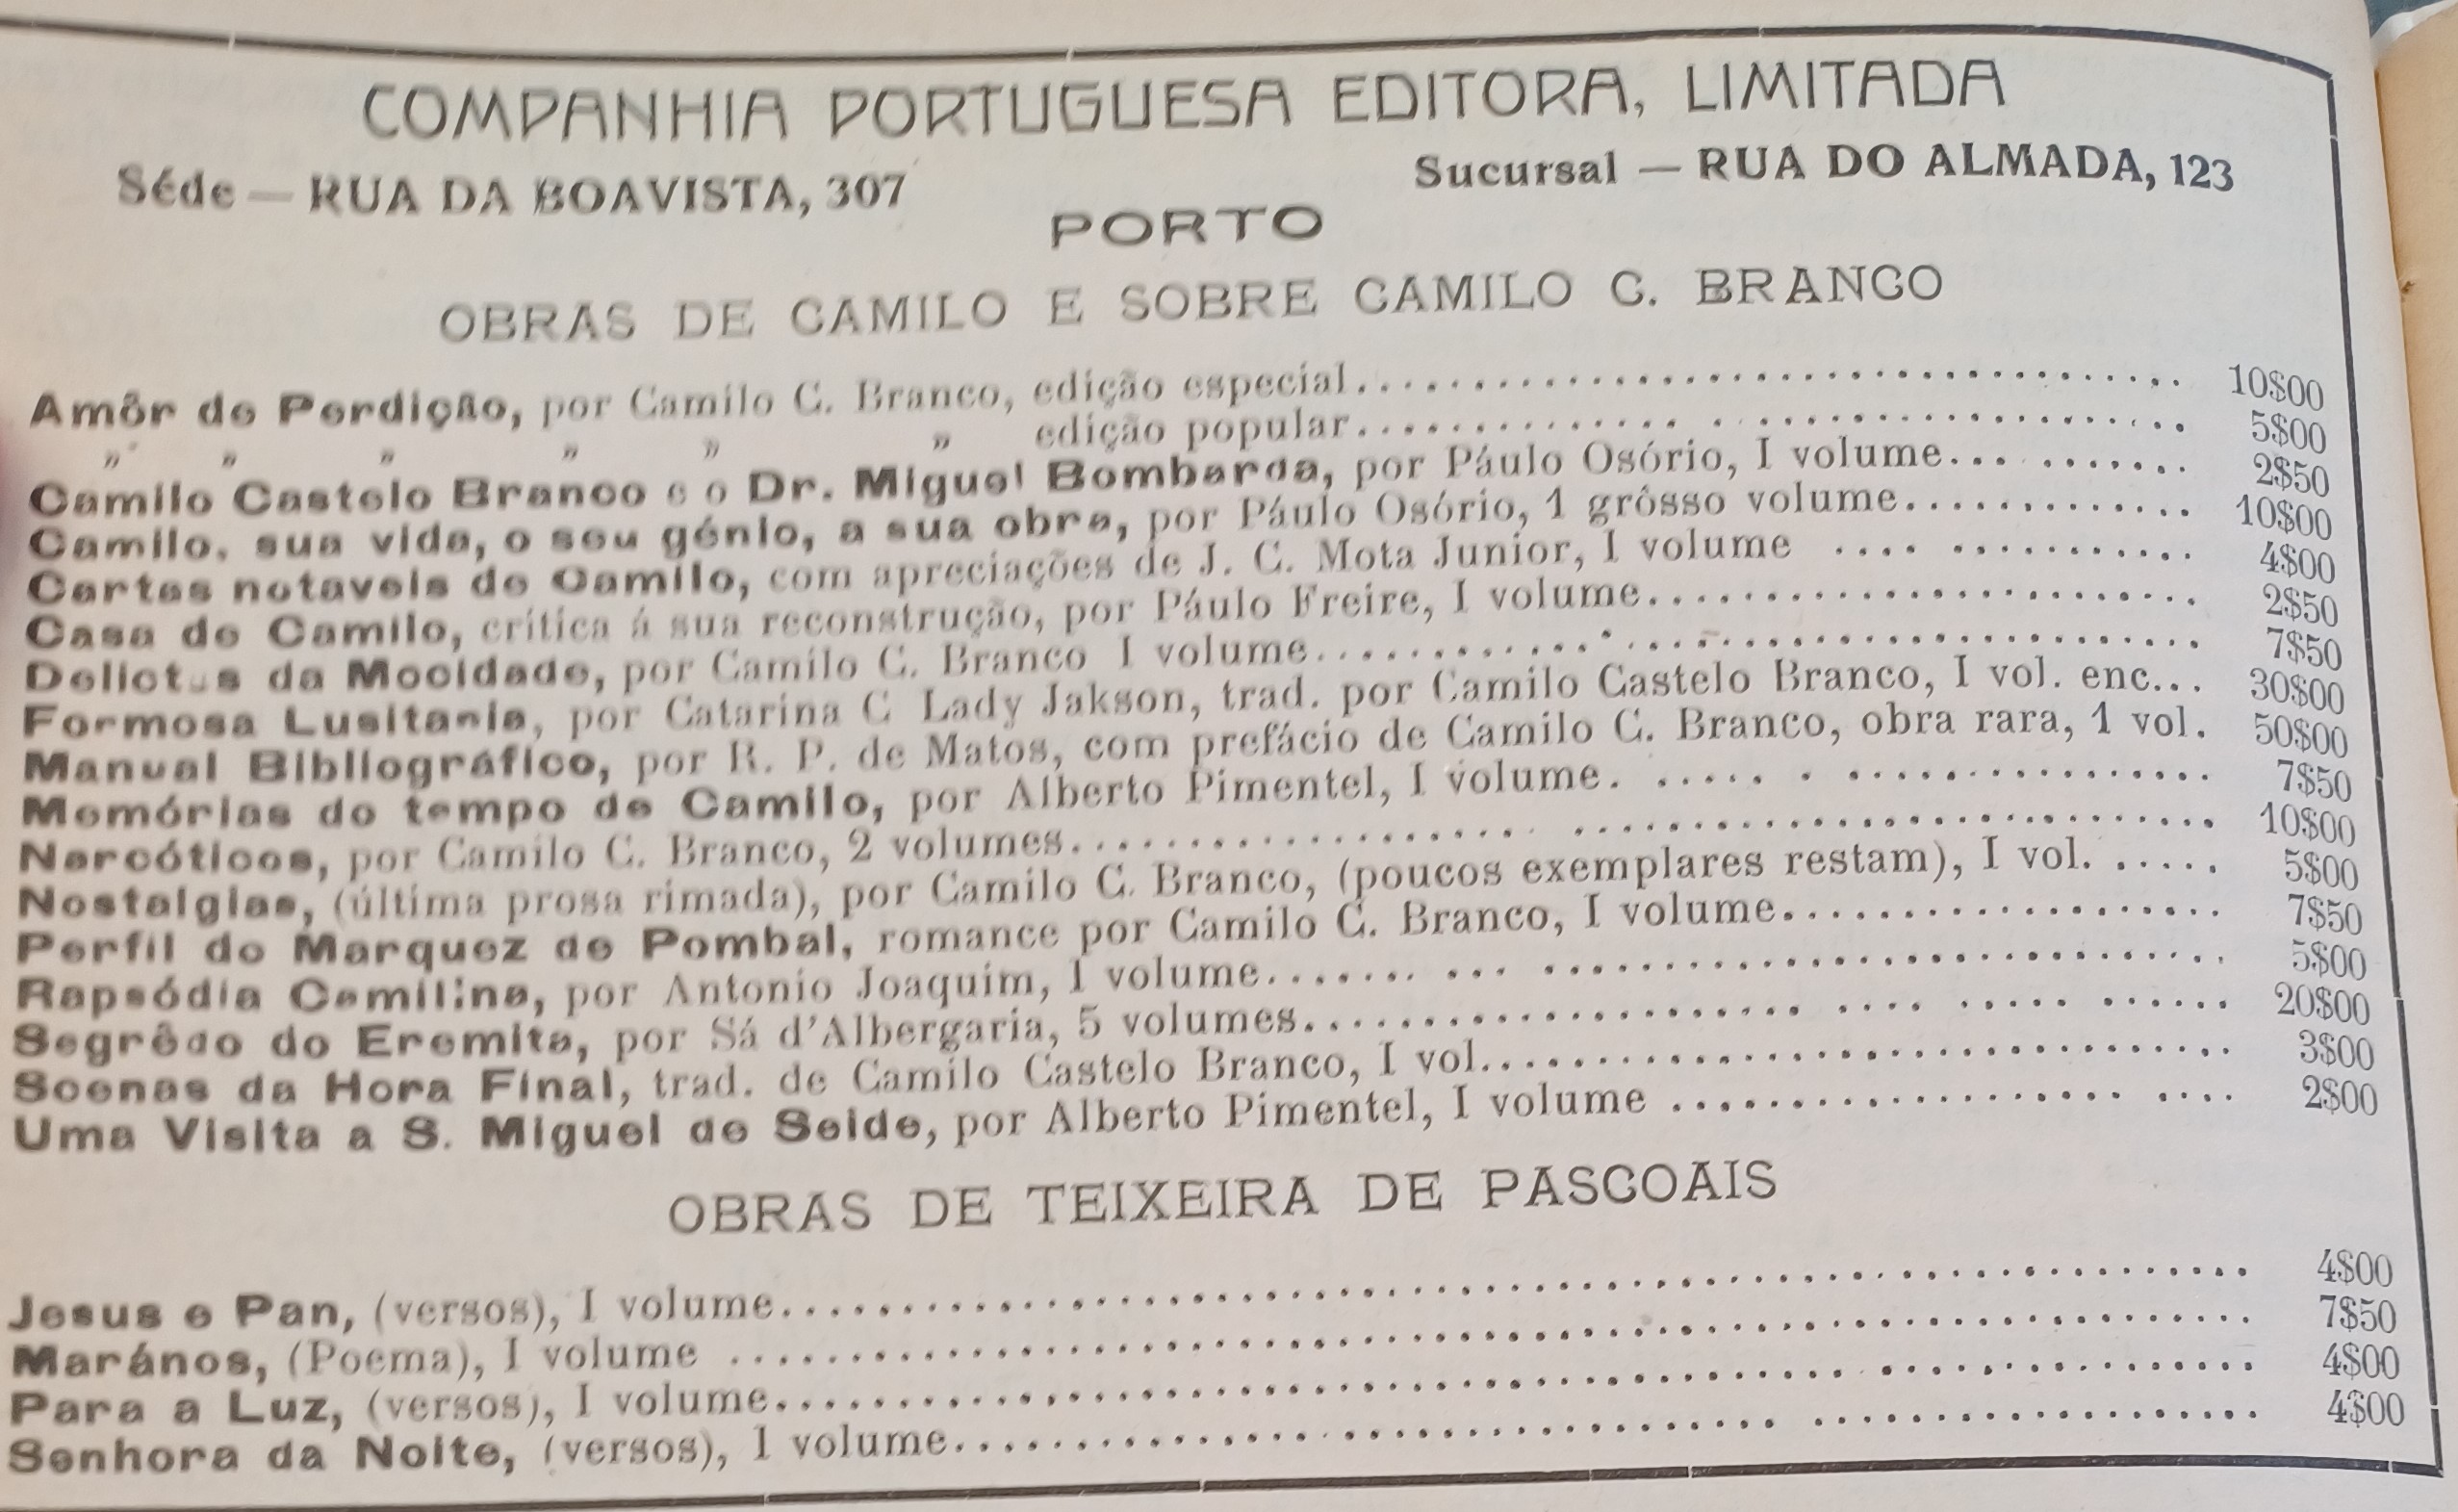 COMPANHIA PORTUGUESA EDITORA, LIMITADA
Séde — RUA DA BOAVISTA, 307 Sucursal — RUA DO ALMADA, 123
PORTO
OBRAS DE CAMILO E SOBRE CAMILO C. BRANCO
Amôr de Perdição, por Camilo C. Branco, edição especial........ 10$00
" " " " " " edição popular........ 5$00
Camilo Castelo Branco e o Dr. Miguel Bombarda, por Páulo Osório, I volume........ 2$50
Camilo, sua vida, o seu génio, a sua obra, por Páulo Osório, 1 grôsso volume........ 10$00
Cartas notaveis de Camilo, com apreciações de J. C. Mota Junior, I volume ........ 4$00
Casa de Camilo, crítica á sua reconstrução, por Páulo Freire, I volume........ 2$50
Delictos da Mocidade, por Camilo C. Branco I volume........ 7$50
Formosa Lusitania, por Catarina C Lady Jakson, trad. por Camilo Castelo Branco, I vol. enc... 30$00
Manual Bibliográfico, por R. P. de Matos, com prefácio de Camilo C. Branco, obra rara, 1 vol. 50$00
Memórias do tempo de Camilo, por Alberto Pimentel, I volume. ........ 7$50
Narcóticos, por Camilo C. Branco, 2 volumes........ 10$00
Nostalgias, (última prosa rimada), por Camilo C. Branco, (poucos exemplares restam), I vol. ..... 5$00
Perfil do Marquez de Pombal, romance por Camilo C. Branco, I volume........ 7$50
Rapsódia Camilina, por Antonio Joaquim, I volume........ 5$00
Segrêdo do Eremita, por Sá d'Albergaria, 5 volumes........ 20$00
Scenas da Hora Final, trad. de Camilo Castelo Branco, I vol........ 3$00
Uma Visita a S. Miguel de Seide, por Alberto Pimentel, I volume ........ 2$00
OBRAS DE TEIXEIRA DE PASCOAIS
Jesus e Pan, (versos), I volume........ 4$00
Marános, (Poema), I volume ........ 7$50
Para a Luz, (versos), I volume........ 4$00
Senhora da Noite, (versos), I volume........ 4$00